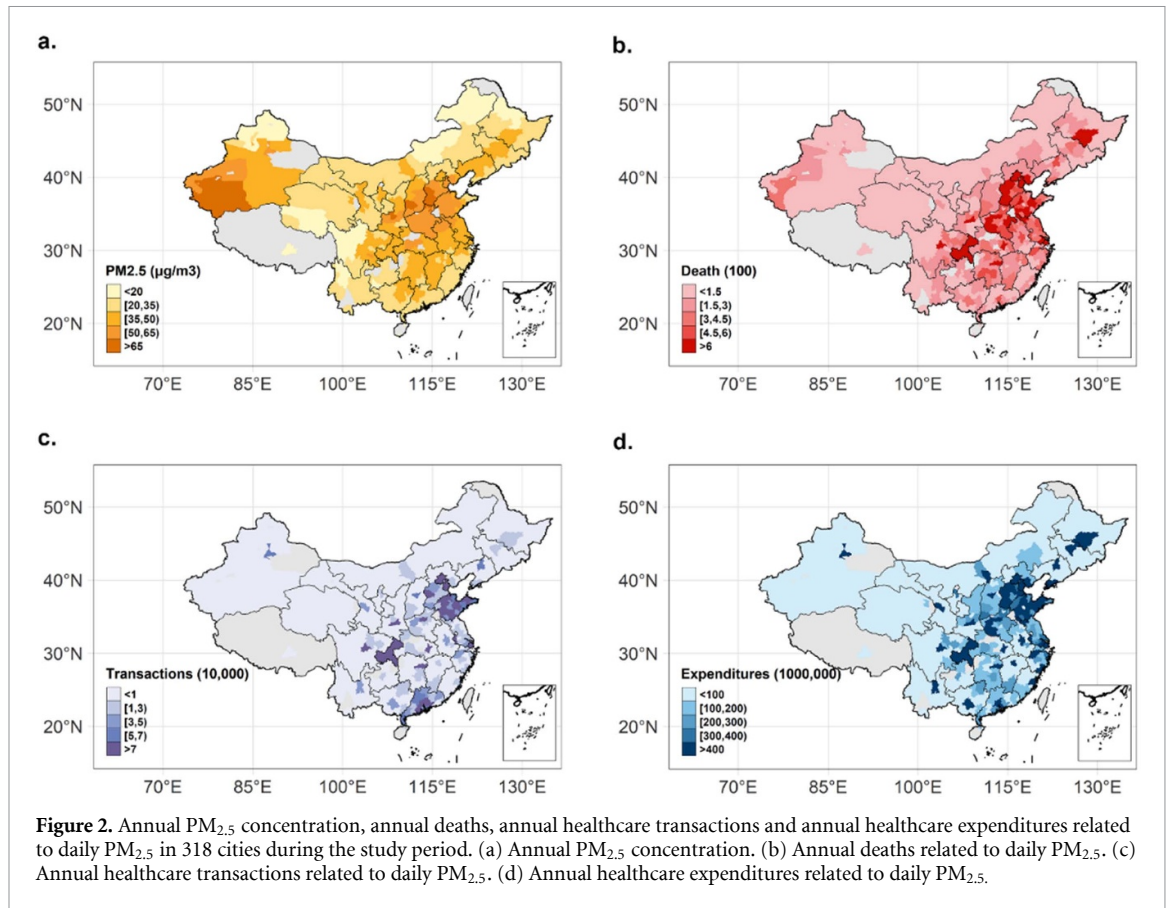 a.
50°N
40°N
30°N
20°N
PM2.5 (μg/m3)
<20
[20,35)
[35,50)
[50,65)
>65
70°E 85°E 100°E 115°E 130°E
b.
50°N
40°N
30°N
20°N
Death (100)
<1.5
[1.5,3)
[3,4.5)
[4.5,6)
>6
70°E 85°E 100°E 115°E 130°E
c.
50°N
40°N
30°N
20°N
Transactions (10,000)
<1
[1,3)
[3,5)
[5,7)
>7
70°E 85°E 100°E 115°E 130°E
d.
50°N
40°N
30°N
20°N
Expenditures (1000,000)
<100
[100,200)
[200,300)
[300,400)
>400
70°E 85°E 100°E 115°E 130°E
Figure 2. Annual PM2.5 concentration, annual deaths, annual healthcare transactions and annual healthcare expenditures related
to daily PM2.5 in 318 cities during the study period. (a) Annual PM2.5 concentration. (b) Annual deaths related to daily PM2.5. (c)
Annual healthcare transactions related to daily PM2.5. (d) Annual healthcare expenditures related to daily PM2.5.